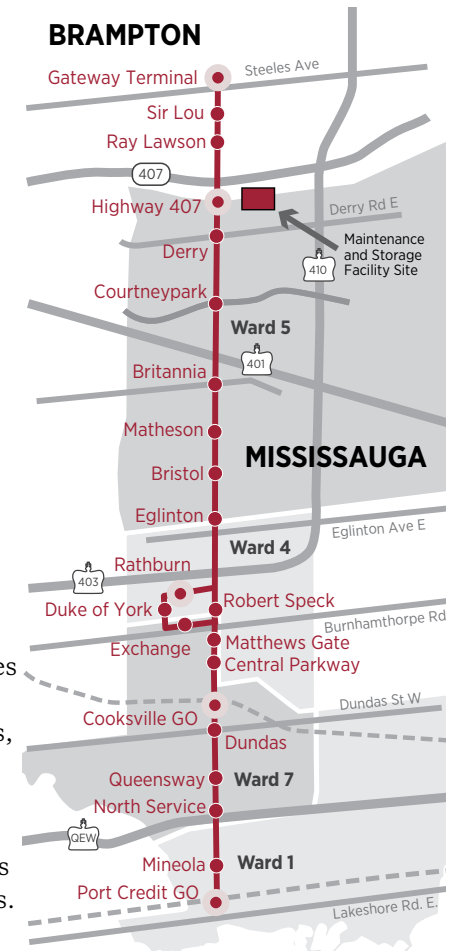 BRAMPTON
Gateway Terminal
Steeles Ave
Sir Lou
Ray Lawson
407
Highway 407
Derry Rd E
Derry
Maintenance
and Storage
Facility Site
410
Courtneypark
Ward 5
401
Britannia
Matheson
MISSISSAUGA
Bristol
Eglinton
Eglinton Ave E
Ward 4
Rathburn
403
Duke of York
Robert Speck
Burnhamthorpe Rd
Exchange
Matthews Gate
Central Parkway
es
Dundas St W
Cooksville GO
s,
Dundas
Queensway
Ward 7
North Service
QEW
Mineola
Ward 1
s
Port Credit GO
s.
Lakeshore Rd. E.